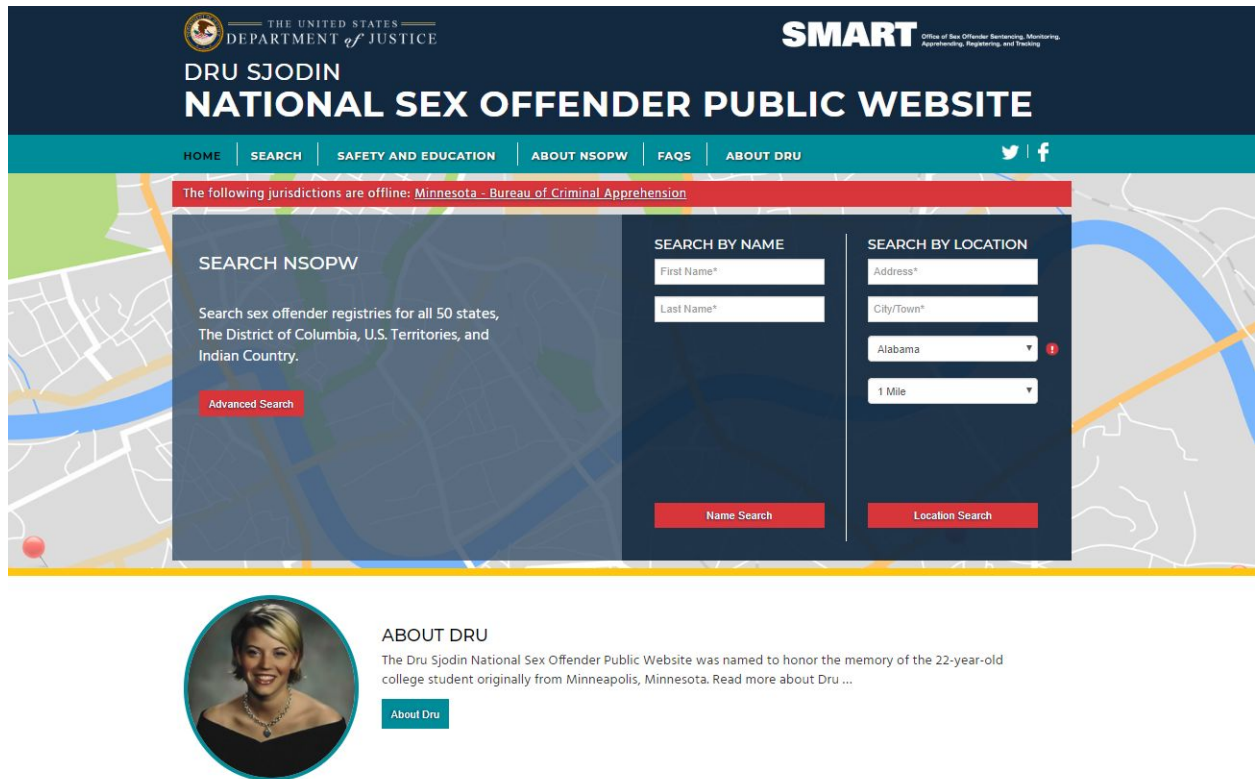 THE UNITED STATES
DEPARTMENT of JUSTICE
SMART
Office of Sex Offender Sentencing, Monitoring,
Apprehending, Registering, and Tracking
DRU SJODIN
NATIONAL SEX OFFENDER PUBLIC WEBSITE
HOME SEARCH SAFETY AND EDUCATION ABOUT NSOPW FAQS ABOUT DRU
The following jurisdictions are offline: Minnesota - Bureau of Criminal Apprehension
SEARCH NSOPW
Search sex offender registries for all 50 states,
The District of Columbia, U.S. Territories, and
Indian Country.
Advanced Search
SEARCH BY NAME
First Name*
Last Name*
Name Search
SEARCH BY LOCATION
Address*
City/Town*
Alabama
1 Mile
Location Search
ABOUT DRU
The Dru Sjodin National Sex Offender Public Website was named to honor the memory of the 22-year-old
college student originally from Minneapolis, Minnesota. Read more about Dru ...
About Dru